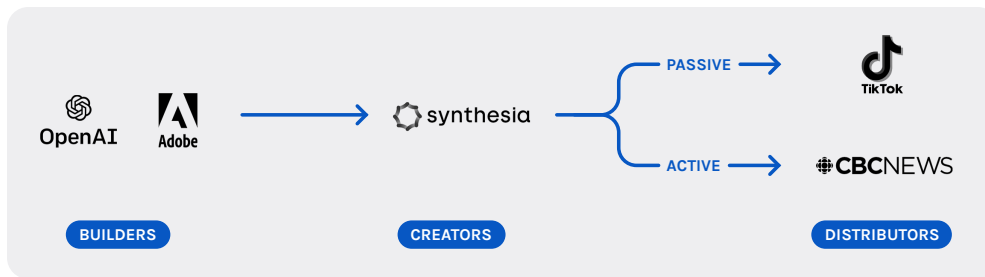 OpenAI
Adobe
synthesia
PASSIVE
TikTok
ACTIVE
CBCNEWS
BUILDERS
CREATORS
DISTRIBUTORS